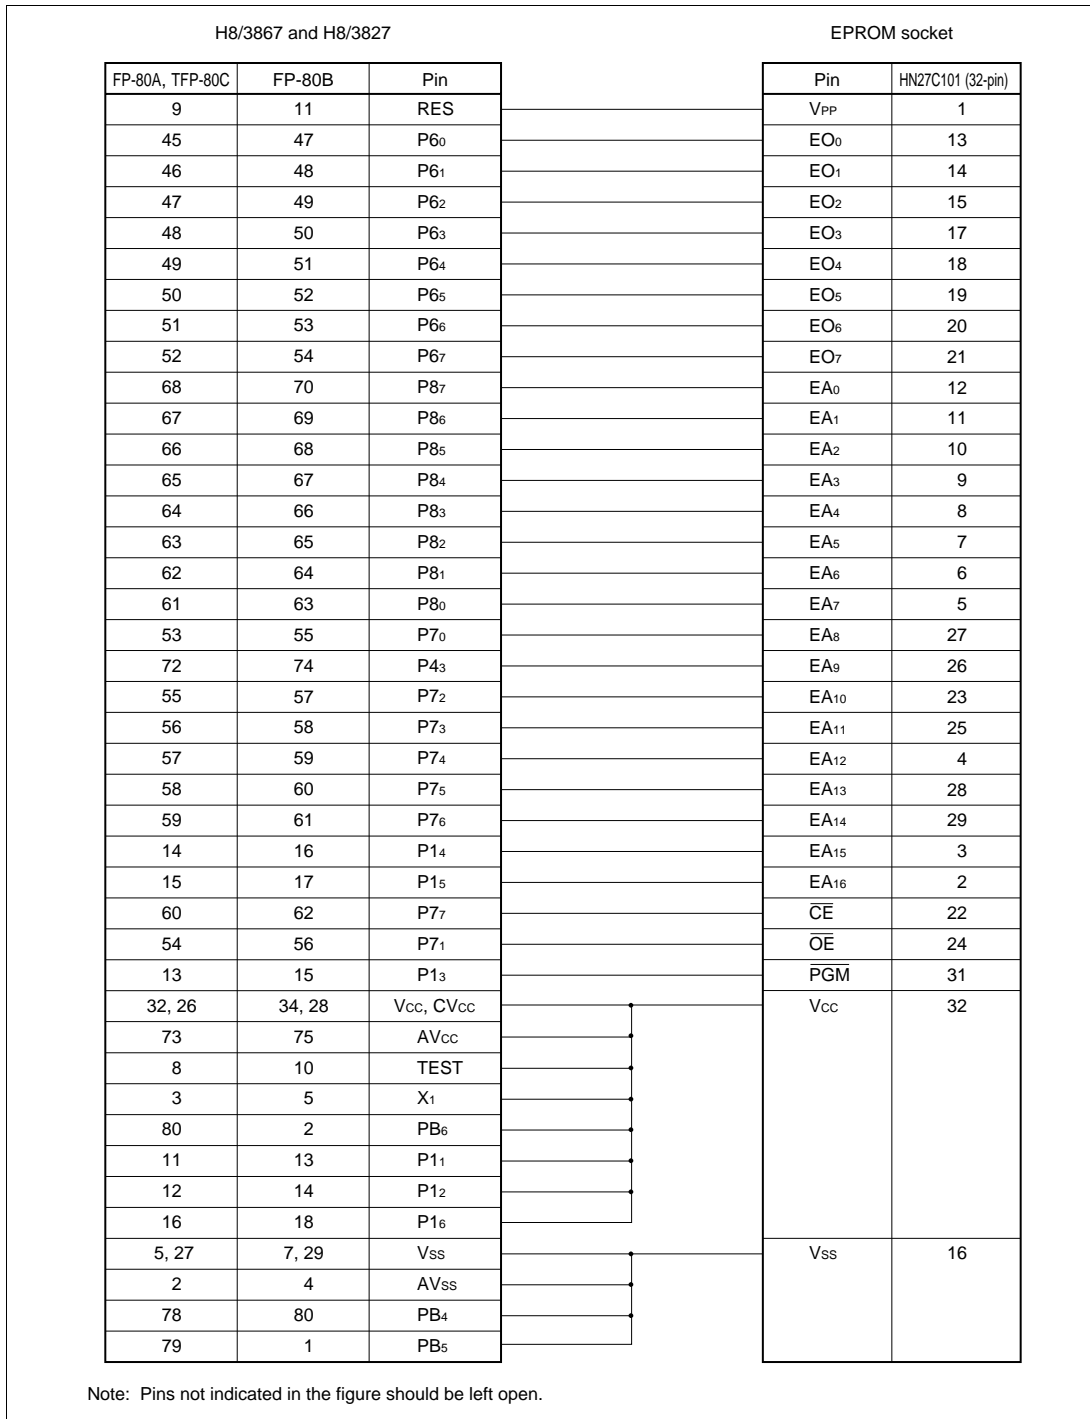 H8/3867 and H8/3827 EPROM socket
FP-80A, TFP-80C FP-80B Pin Pin HN27C101 (32-pin)
9 11 RES VPP 1
45 47 P60 EO0 13
46 48 P61 EO1 14
47 49 P62 EO2 15
48 50 P63 EO3 17
49 51 P64 EO4 18
50 52 P65 EO5 19
51 53 P66 EO6 20
52 54 P67 EO7 21
68 70 P87 EA0 12
67 69 P86 EA1 11
66 68 P85 EA2 10
65 67 P84 EA3 9
64 66 P83 EA4 8
63 65 P82 EA5 7
62 64 P81 EA6 6
61 63 P80 EA7 5
53 55 P70 EA8 27
72 74 P43 EA9 26
55 57 P72 EA10 23
56 58 P73 EA11 25
57 59 P74 EA12 4
58 60 P75 EA13 28
59 61 P76 EA14 29
14 16 P14 EA15 3
15 17 P15 EA16 2
60 62 P77 CE 22
54 56 P71 OE 24
13 15 P13 PGM 31
32, 26 34, 28 VCC, CVCC VCC 32
73 75 AVCC
8 10 TEST
3 5 X1
80 2 PB6
11 13 P11
12 14 P12
16 18 P16
5, 27 7, 29 VSS VSS 16
2 4 AVSS
78 80 PB4
79 1 PB5
Note: Pins not indicated in the figure should be left open.